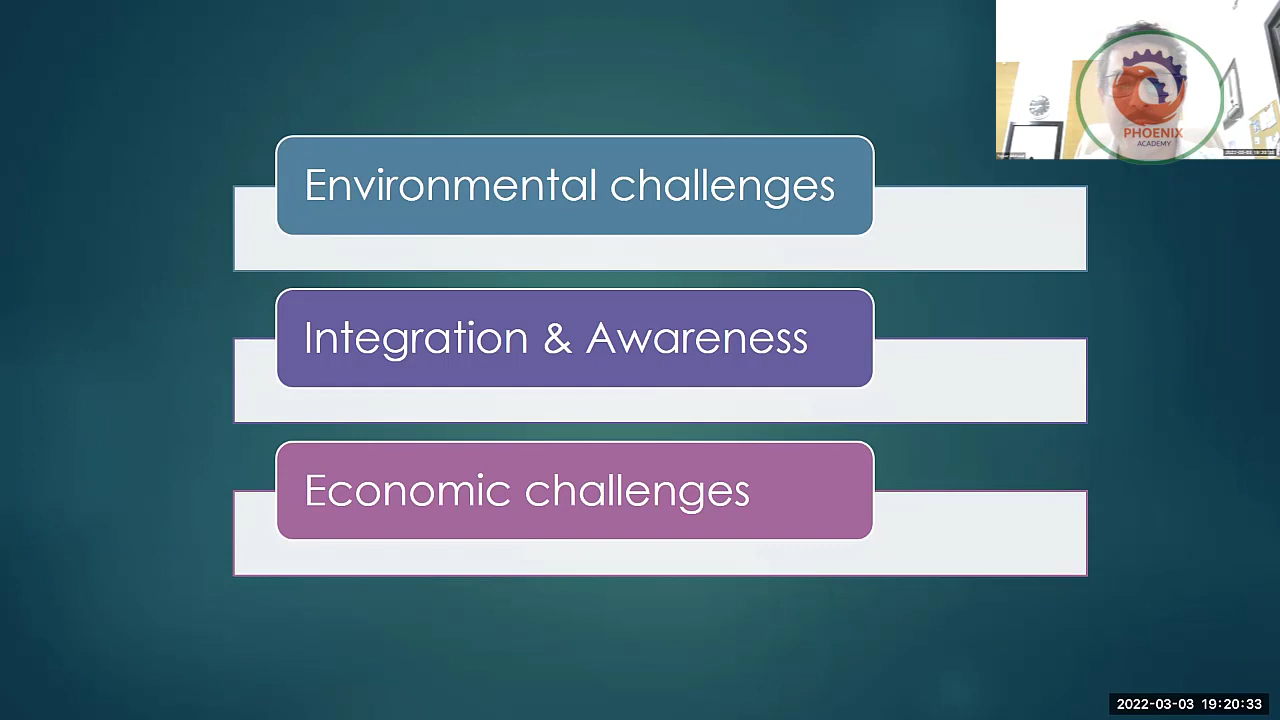 PHOENIX
ACADEMY
Environmental challenges
Integration & Awareness
Economic challenges
2022-03-03 19:20:33